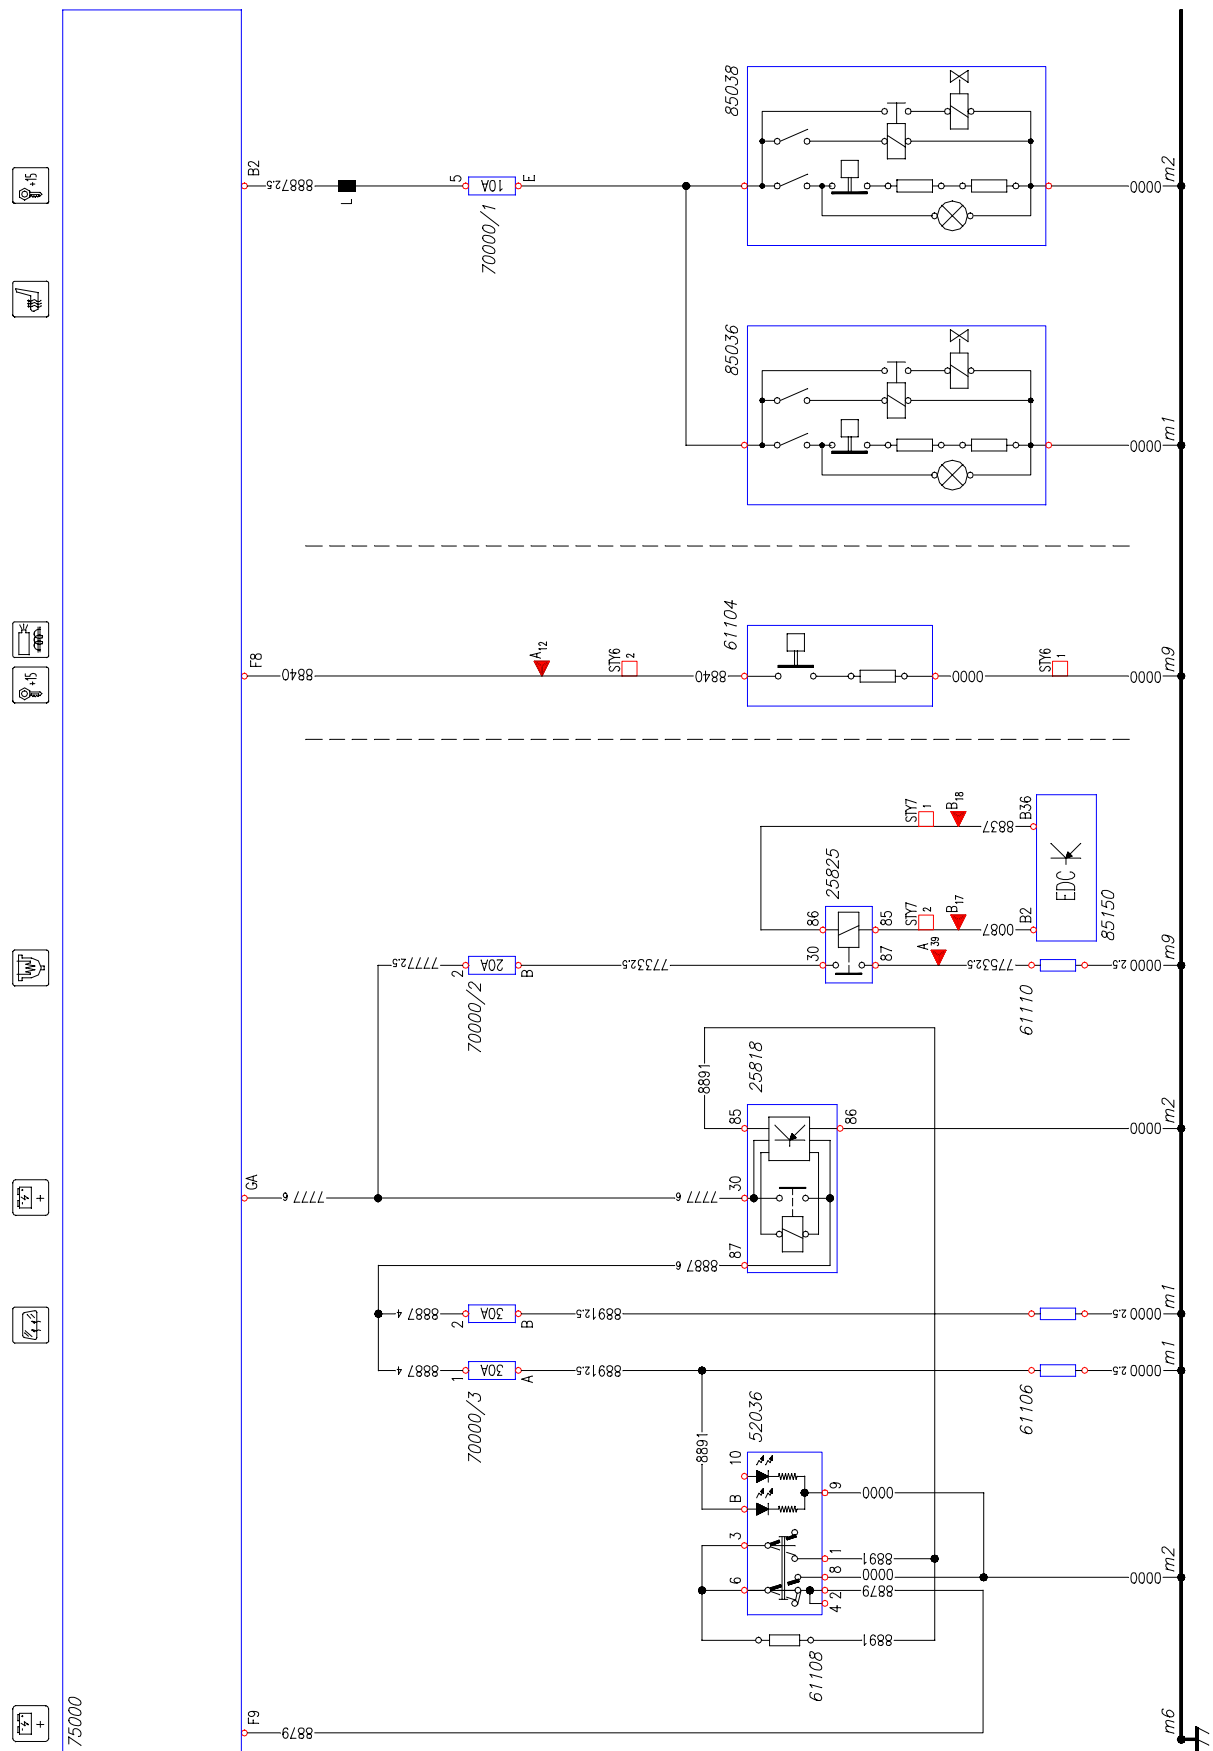 +15
+15
+
+
75000
B2
8887 2.5
L
5
10A
E
70000/1
85038
0000
m2
85036
0000
m1
F8
8840
A12
STY6
2
8840
61104
0000
STY6
1
0000
m9
STY7
1
B18
8837
B36
EDC
85150
25825
86
85
STY7
2
B17
0087
B2
7777 2.5
2
20A
B
70000/2
7733 2.5
30
87
A
39
7753 2.5
61110
0000 2.5
m9
8891
25818
85
86
0000
m2
GA
7777 6
7777 6
30
8887 6
87
8887 4
2
30A
B
8891 2.5
0000 2.5
m1
8887 4
1
30A
A
70000/3
8891 2.5
61106
0000 2.5
m1
8891
52036
10
B
9
0000
3
6
1
8891
8
0000
2
8879
4
0000
m2
61108
8891
F9
8879
m6